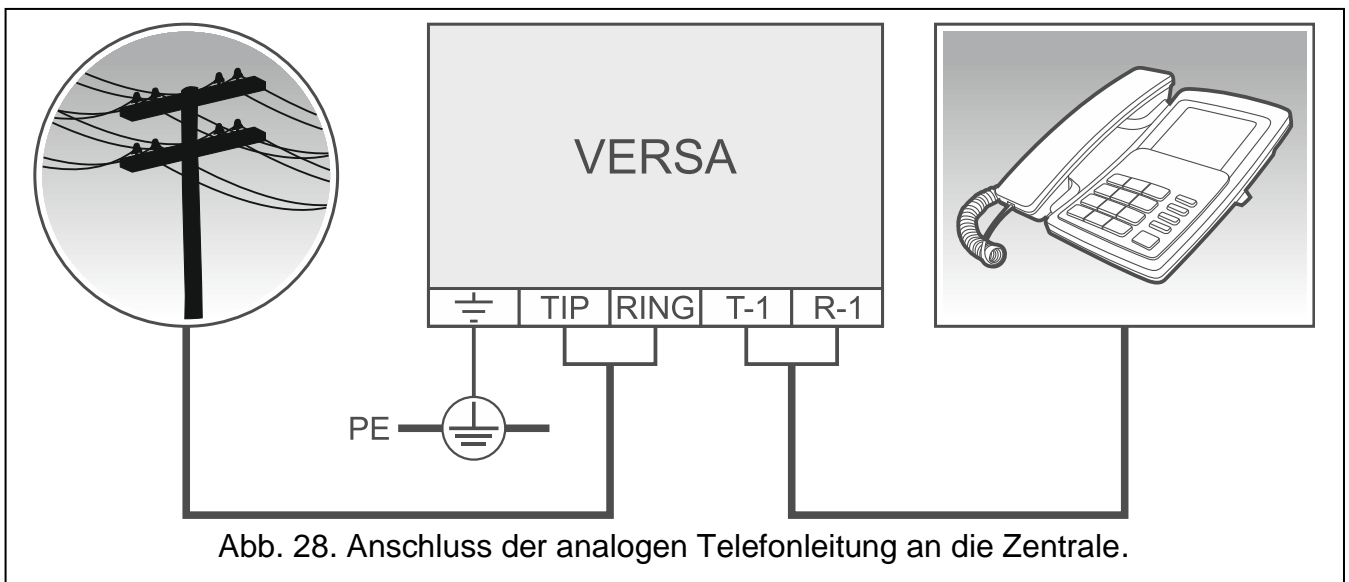 VERSA
TIP RING T-1 R-1
PE
Abb. 28. Anschluss der analogen Telefonleitung an die Zentrale.